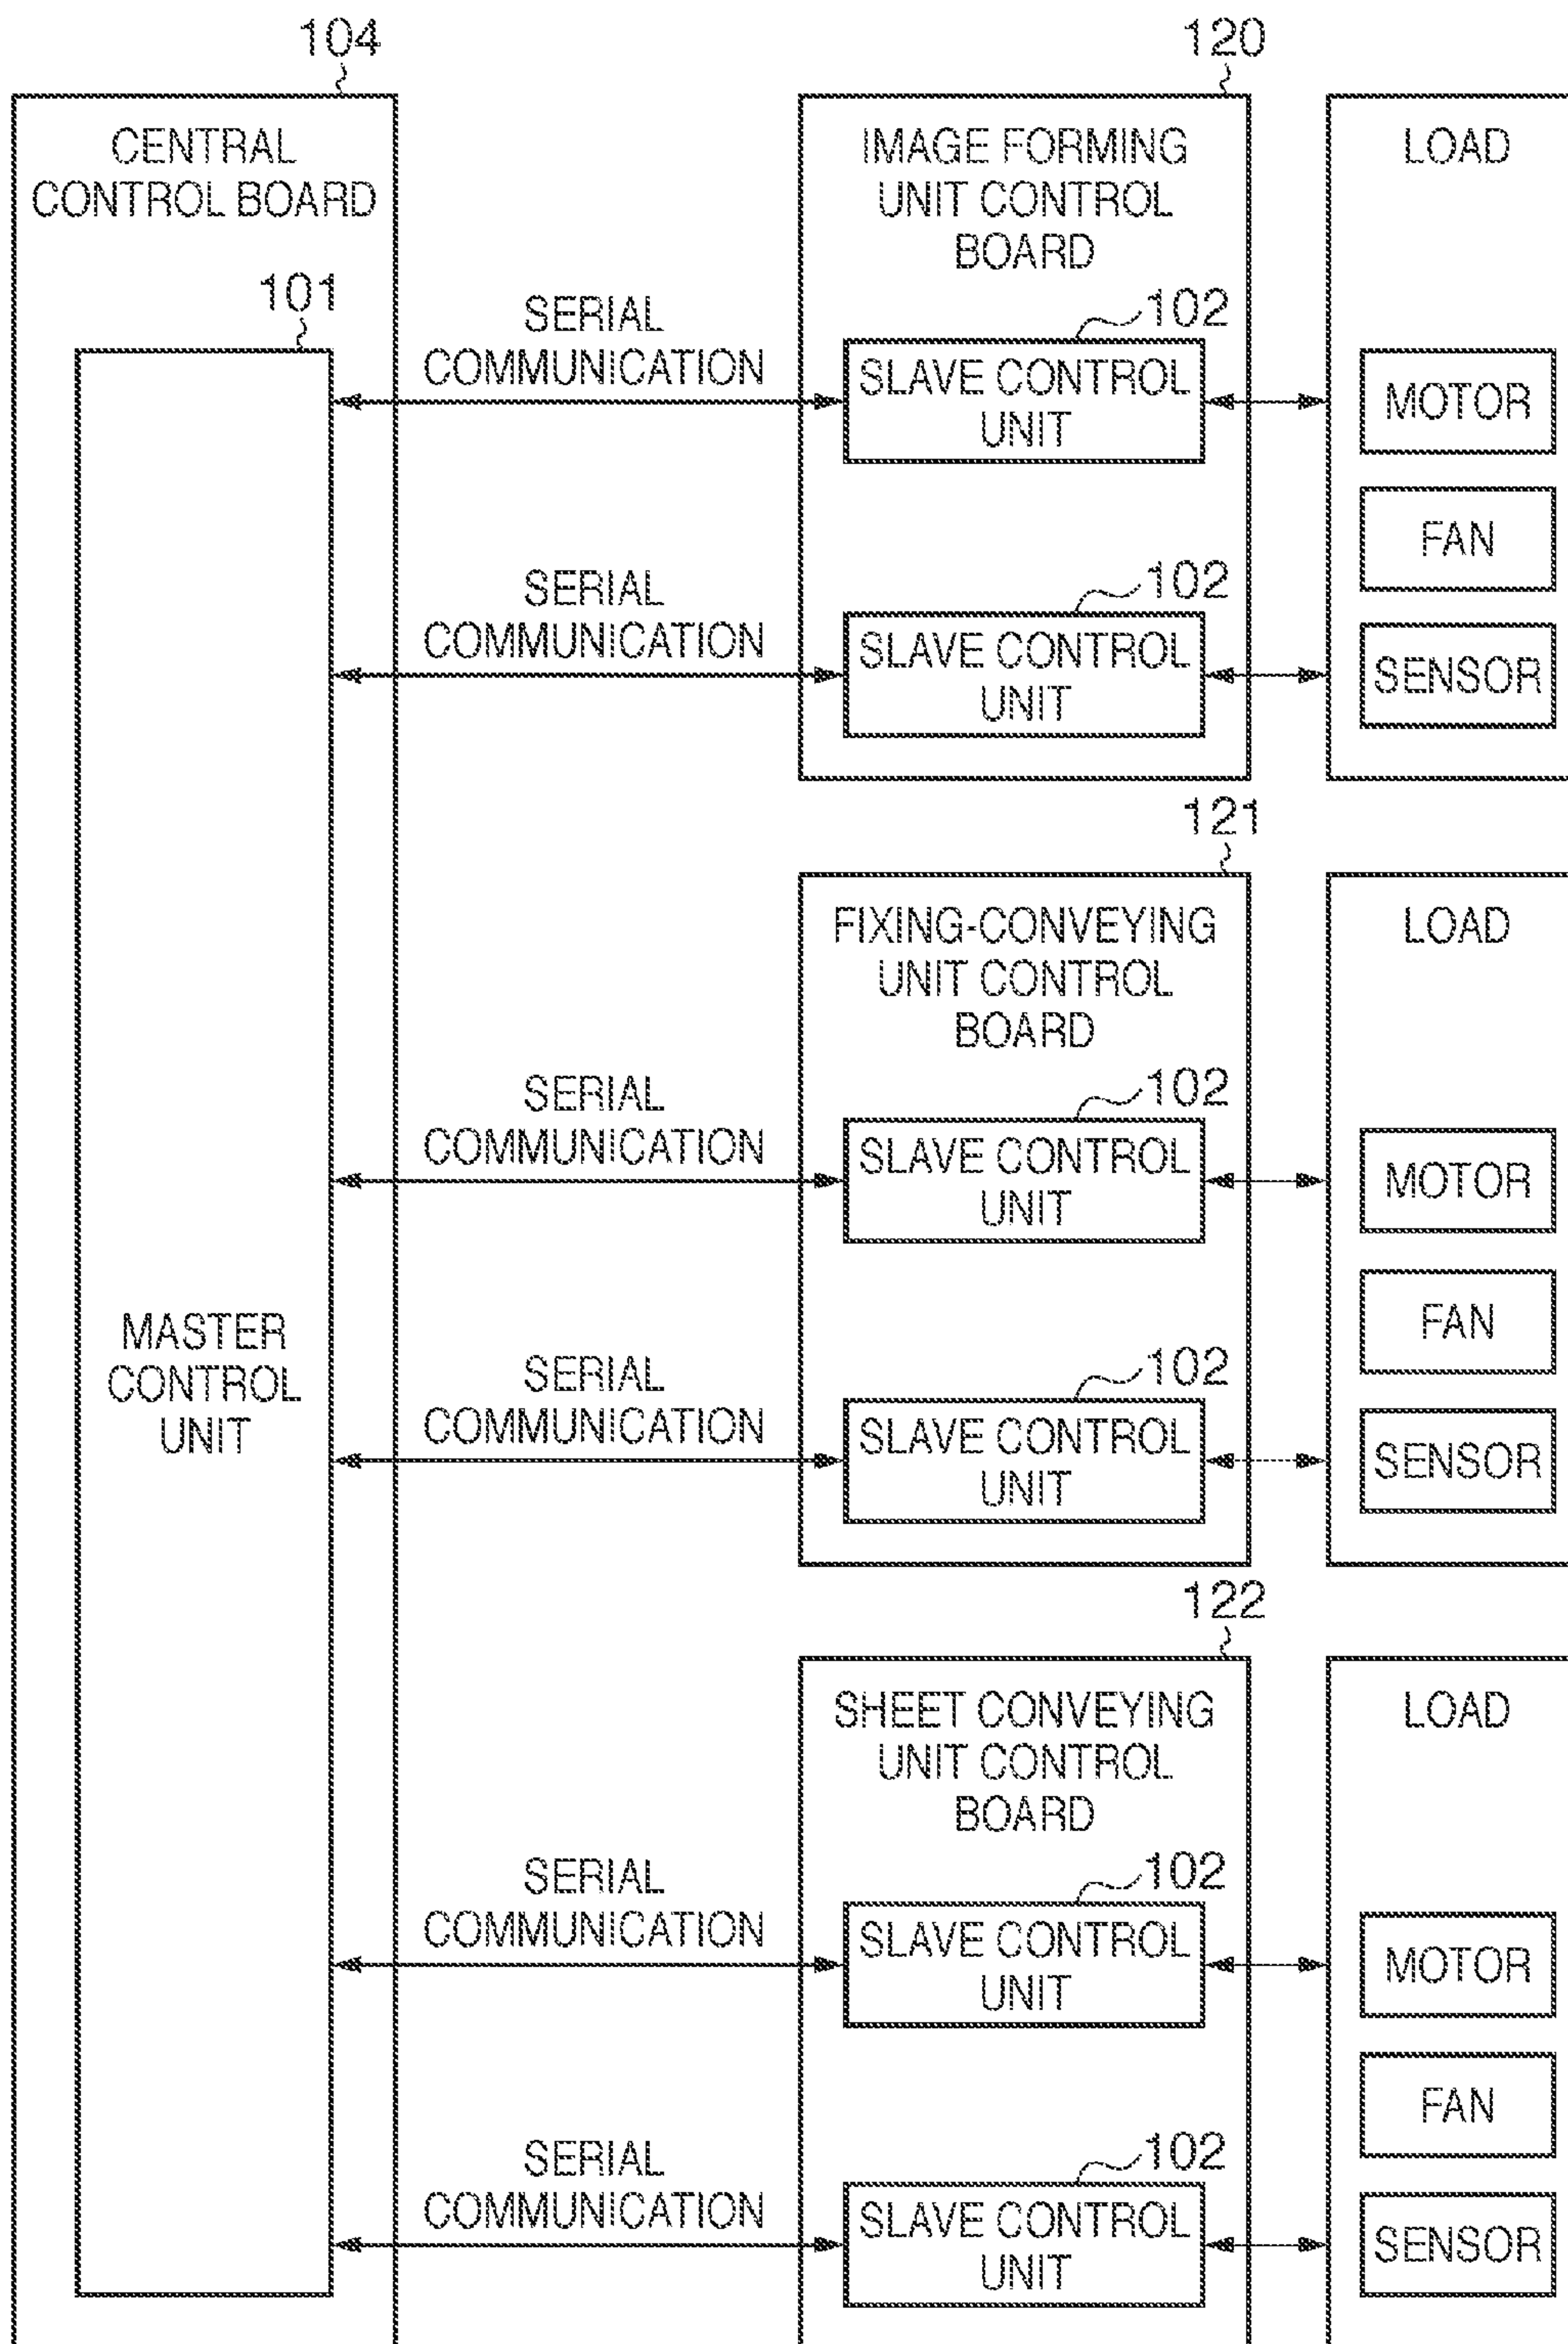 104
CENTRAL
CONTROL BOARD
101
MASTER
CONTROL
UNIT
SERIAL
COMMUNICATION
SERIAL
COMMUNICATION
SERIAL
COMMUNICATION
SERIAL
COMMUNICATION
SERIAL
COMMUNICATION
SERIAL
COMMUNICATION
120
IMAGE FORMING
UNIT CONTROL
BOARD
102
SLAVE CONTROL
UNIT
102
SLAVE CONTROL
UNIT
LOAD
MOTOR
FAN
SENSOR
121
FIXING-CONVEYING
UNIT CONTROL
BOARD
102
SLAVE CONTROL
UNIT
102
SLAVE CONTROL
UNIT
LOAD
MOTOR
FAN
SENSOR
122
SHEET CONVEYING
UNIT CONTROL
BOARD
102
SLAVE CONTROL
UNIT
102
SLAVE CONTROL
UNIT
LOAD
MOTOR
FAN
SENSOR